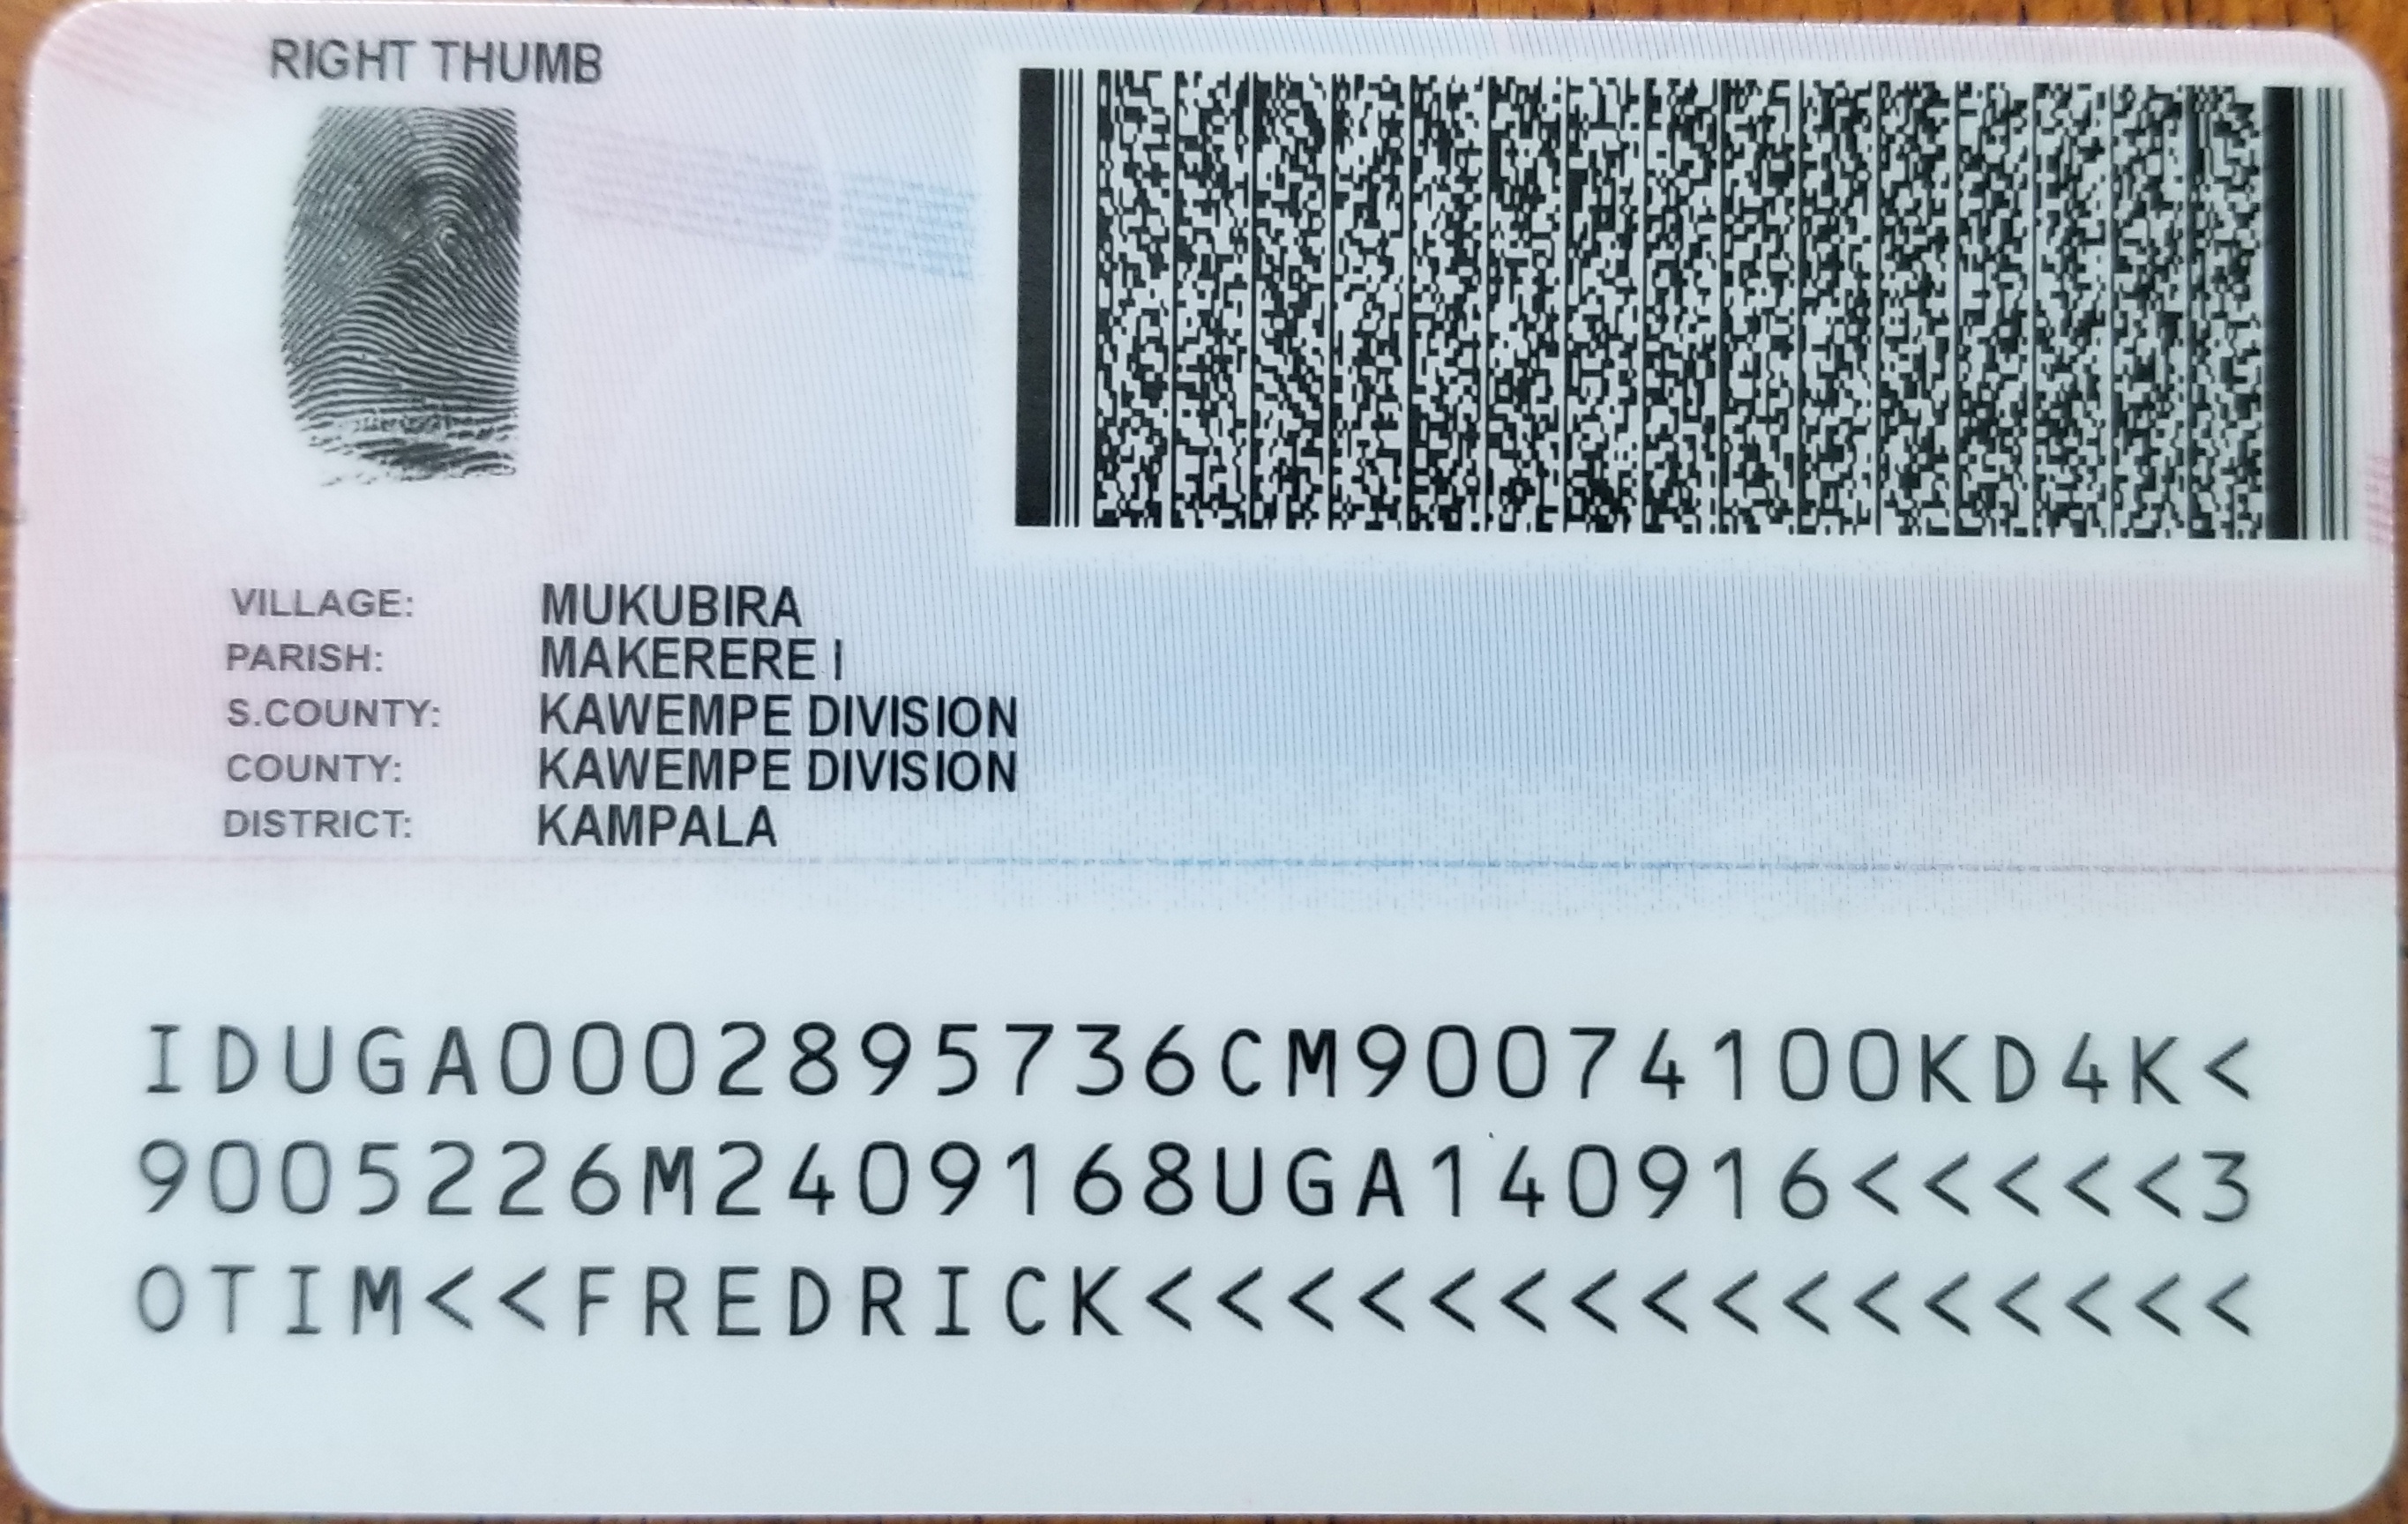 RIGHT THUMB
VILLAGE: MUKUBIRA
PARISH: MAKERERE I
S.COUNTY: KAWEMPE DIVISION
COUNTY: KAWEMPE DIVISION
DISTRICT: KAMPALA
IDUGA0002895736CM90074100KD4K<
9005226M2409168UGA140916<<<<<3
OTIM<<FREDRICK<<<<<<<<<<<<<<<<